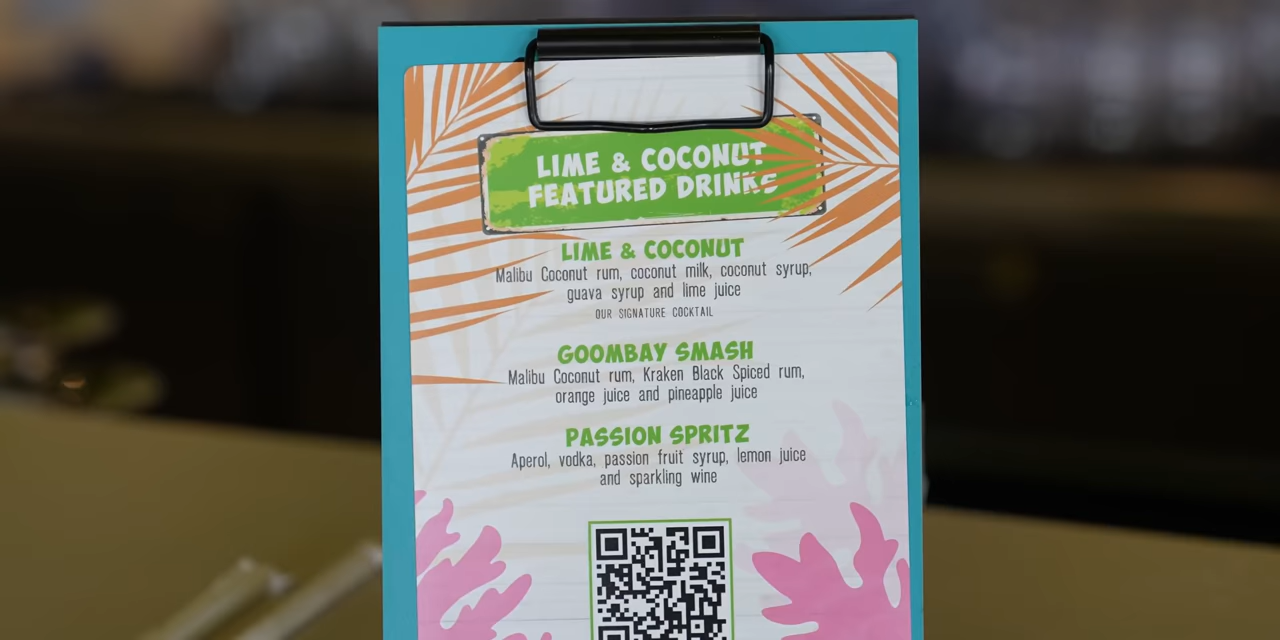 LIME & COCONUT
FEATURED DRINKS
LIME & COCONUT
Malibu Coconut rum, coconut milk, coconut syrup,
guava syrup and lime juice
OUR SIGNATURE COCKTAIL
GOOMBAY SMASH
Malibu Coconut rum, Kraken Black Spiced rum,
orange juice and pineapple juice
PASSION SPRITZ
Aperol, vodka, passion fruit syrup, lemon juice
and sparkling wine